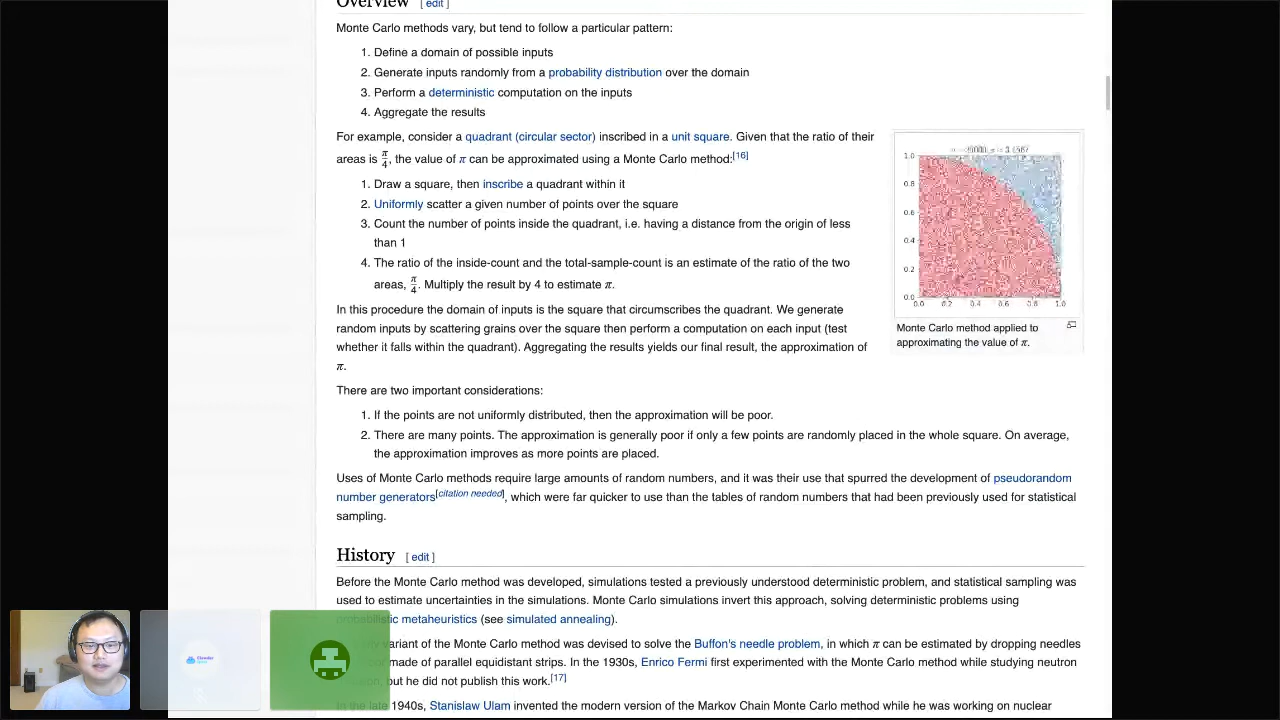 Overview [ edit ]
Monte Carlo methods vary, but tend to follow a particular pattern:
1. Define a domain of possible inputs
2. Generate inputs randomly from a probability distribution over the domain
3. Perform a deterministic computation on the inputs
4. Aggregate the results
For example, consider a quadrant (circular sector) inscribed in a unit square. Given that the ratio of their
areas is π/4, the value of π can be approximated using a Monte Carlo method:[16]
1. Draw a square, then inscribe a quadrant within it
2. Uniformly scatter a given number of points over the square
3. Count the number of points inside the quadrant, i.e. having a distance from the origin of less
than 1
4. The ratio of the inside-count and the total-sample-count is an estimate of the ratio of the two
areas, π/4. Multiply the result by 4 to estimate π.
In this procedure the domain of inputs is the square that circumscribes the quadrant. We generate
random inputs by scattering grains over the square then perform a computation on each input (test
whether it falls within the quadrant). Aggregating the results yields our final result, the approximation of
π.
1.0
0.8
0.6
0.4
0.2
0.0
0.0 0.2 0.4 0.6 0.8 1.0
Monte Carlo method applied to
approximating the value of π.
There are two important considerations:
1. If the points are not uniformly distributed, then the approximation will be poor.
2. There are many points. The approximation is generally poor if only a few points are randomly placed in the whole square. On average,
the approximation improves as more points are placed.
Uses of Monte Carlo methods require large amounts of random numbers, and it was their use that spurred the development of pseudorandom
number generators[citation needed], which were far quicker to use than the tables of random numbers that had been previously used for statistical
sampling.
History [ edit ]
Before the Monte Carlo method was developed, simulations tested a previously understood deterministic problem, and statistical sampling was
used to estimate uncertainties in the simulations. Monte Carlo simulations invert this approach, solving deterministic problems using
probabilistic metaheuristics (see simulated annealing).
variant of the Monte Carlo method was devised to solve the Buffon's needle problem, in which π can be estimated by dropping needles
made of parallel equidistant strips. In the 1930s, Enrico Fermi first experimented with the Monte Carlo method while studying neutron
but he did not publish this work.[17]
In the late 1940s, Stanislaw Ulam invented the modern version of the Markov Chain Monte Carlo method while he was working on nuclear